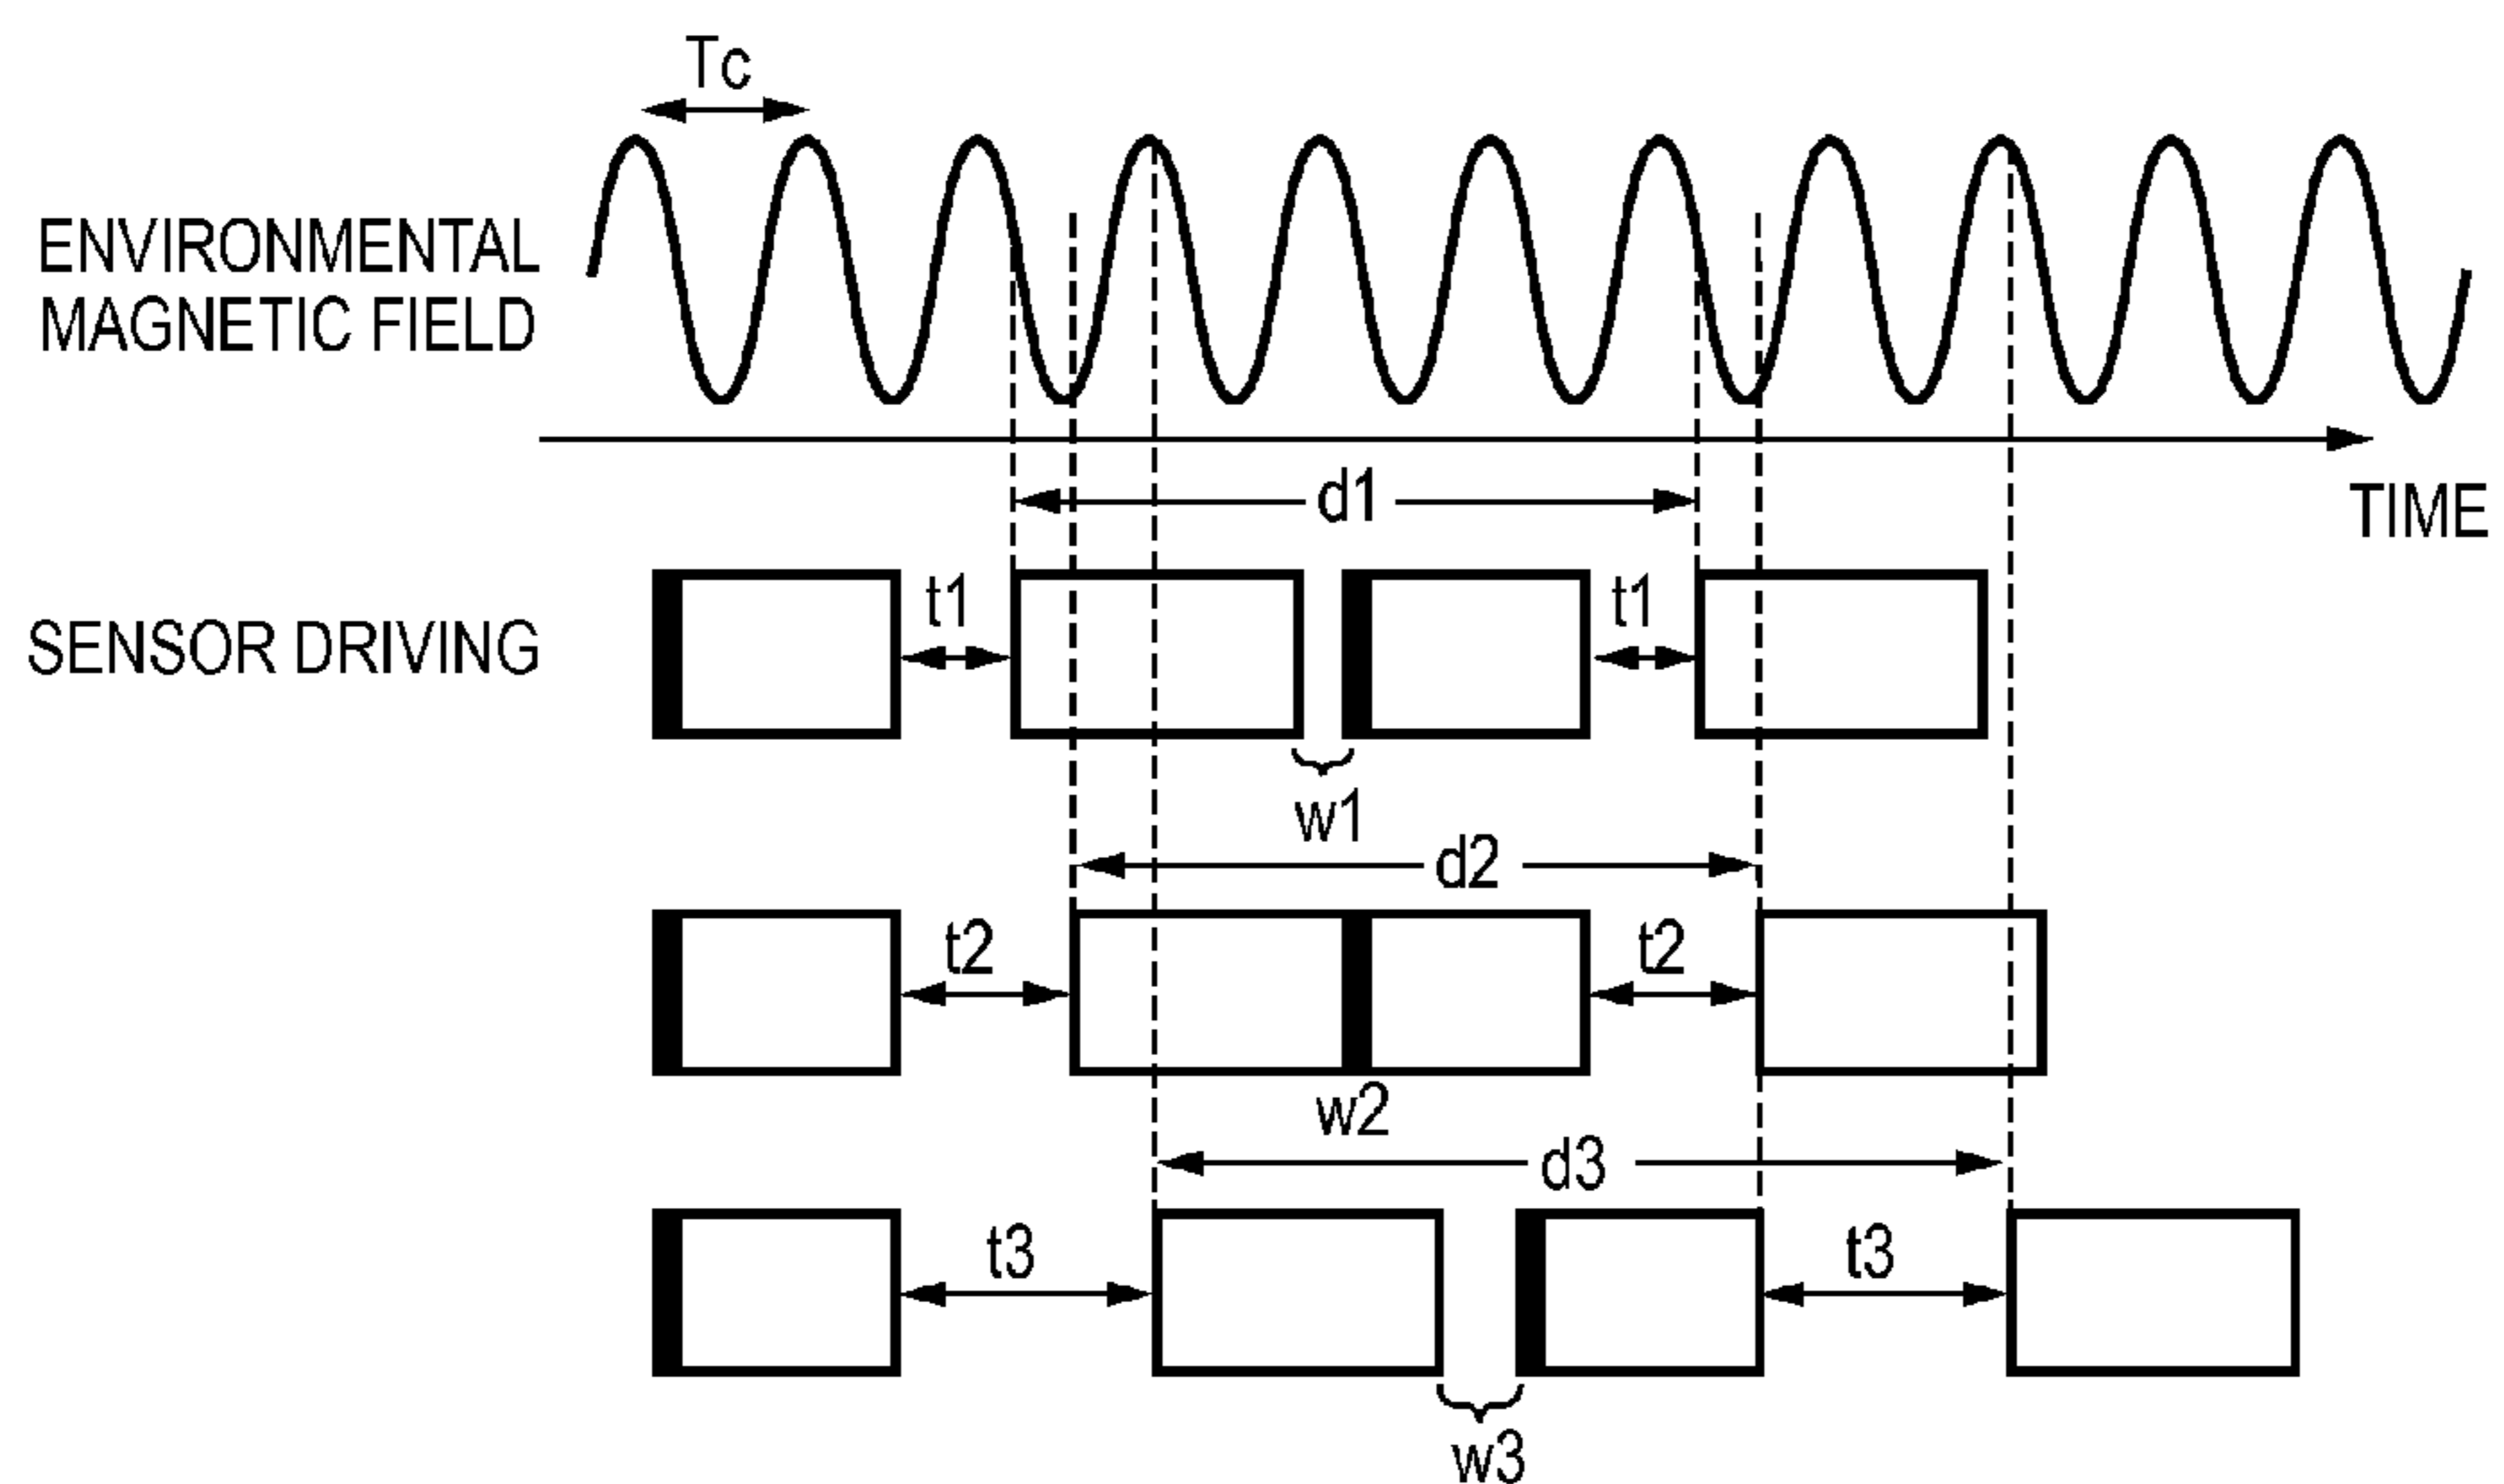 Tc
ENVIRONMENTAL
MAGNETIC FIELD
TIME
d1
SENSOR DRIVING
t1
t1
w1
d2
t2
t2
w2
d3
t3
t3
w3